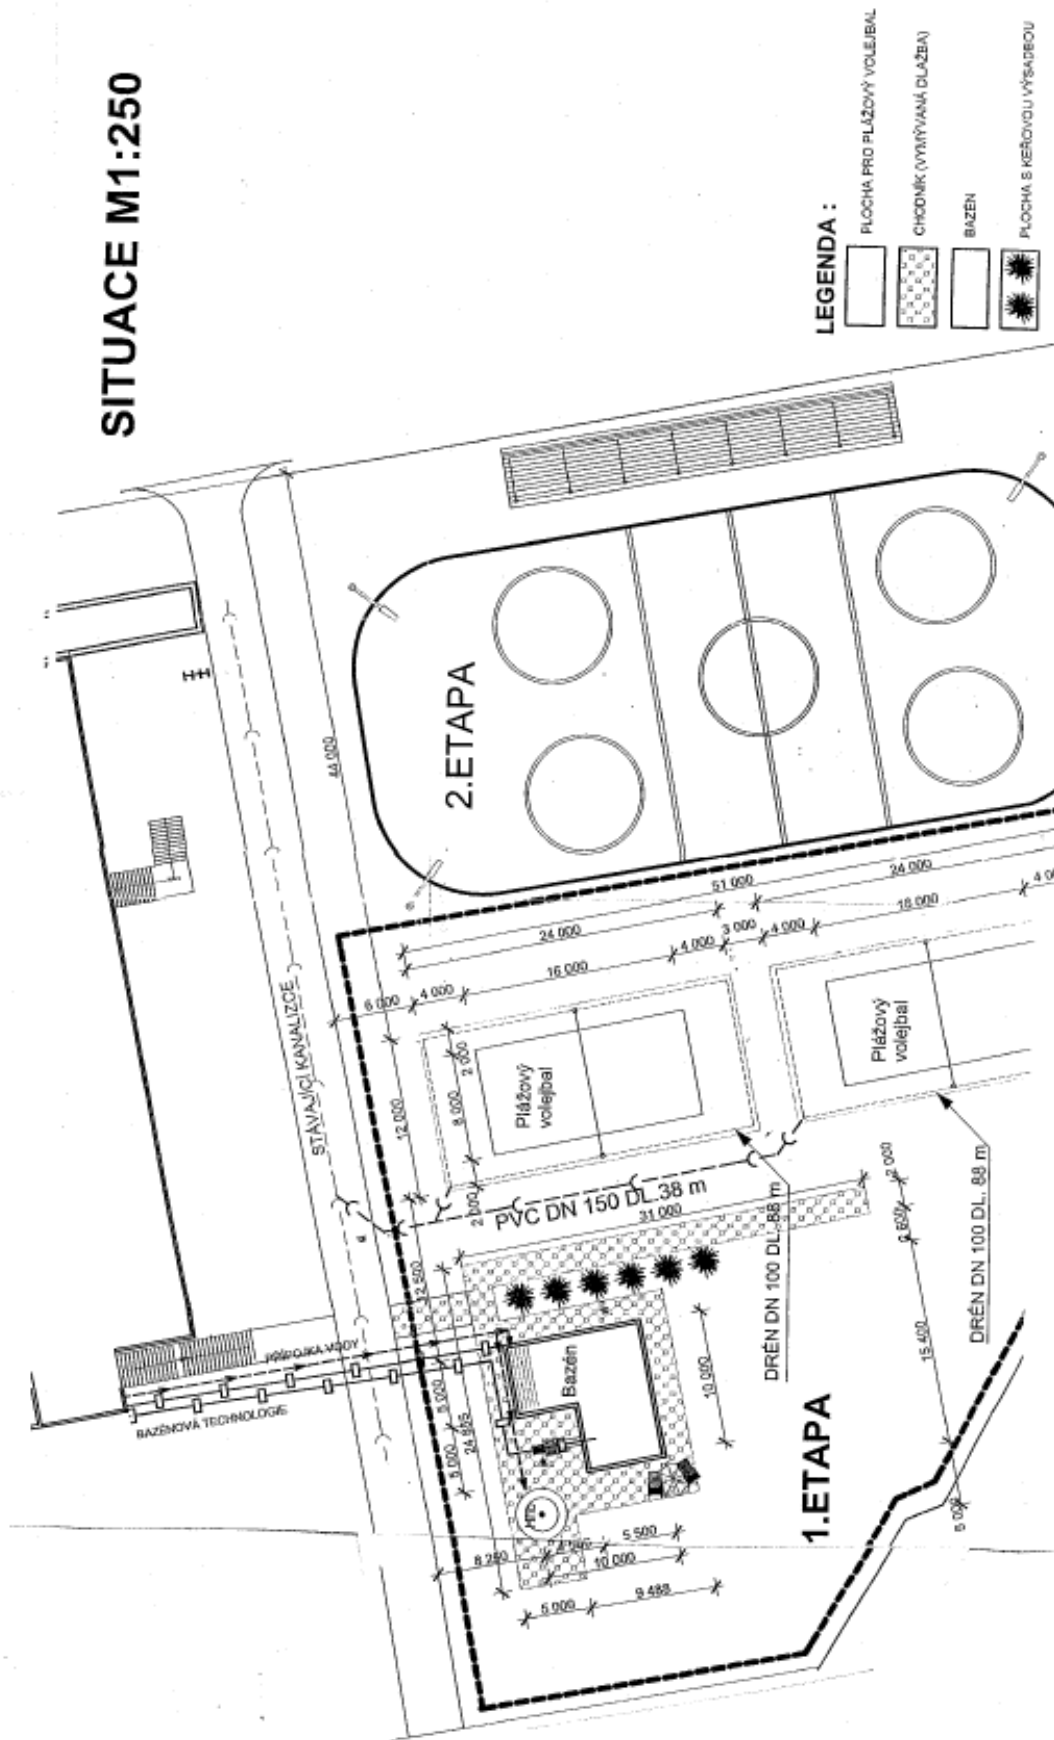 SITUACE M1:250
LEGENDA :
PLOCHA PRO PLÁŽOVÝ VOLEJBAL
CHODNÍK (VYMÝVANÁ DLAŽBA)
BAZÉN
PLOCHA S KEŘOVOU VÝSADBOU
2.ETAPA
44 000
STÁVAJÍCÍ KANALIZCE
51 000
24 000
24 000
3 000
4 000
4 000
16 000
18 000
4 000
6 000
12 000
2 000
8 000
2 000
Plážový
volejbal
Plážový
volejbal
PVC DN 150 DL.38 m
31 000
DRÉN DN 100 DL. 88 m
DRÉN DN 100 DL. 88 m
2 000
15 400
12 500
PŘÍPOJKA VODY
BAZÉNOVÁ TECHNOLOGIE
5 000
5 000
Bazén
10 000
1.ETAPA
8 250
5 500
10 000
5 000
9 488